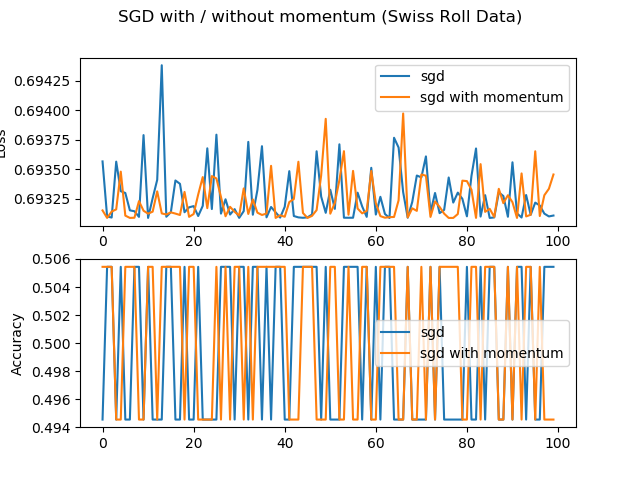 SGD with / without momentum (Swiss Roll Data)
Loss
0.69425
0.69400
0.69375
0.69350
0.69325
sgd
sgd with momentum
0 20 40 60 80 100
Accuracy
0.506
0.504
0.502
0.500
0.498
0.496
0.494
sgd
sgd with momentum
0 20 40 60 80 100